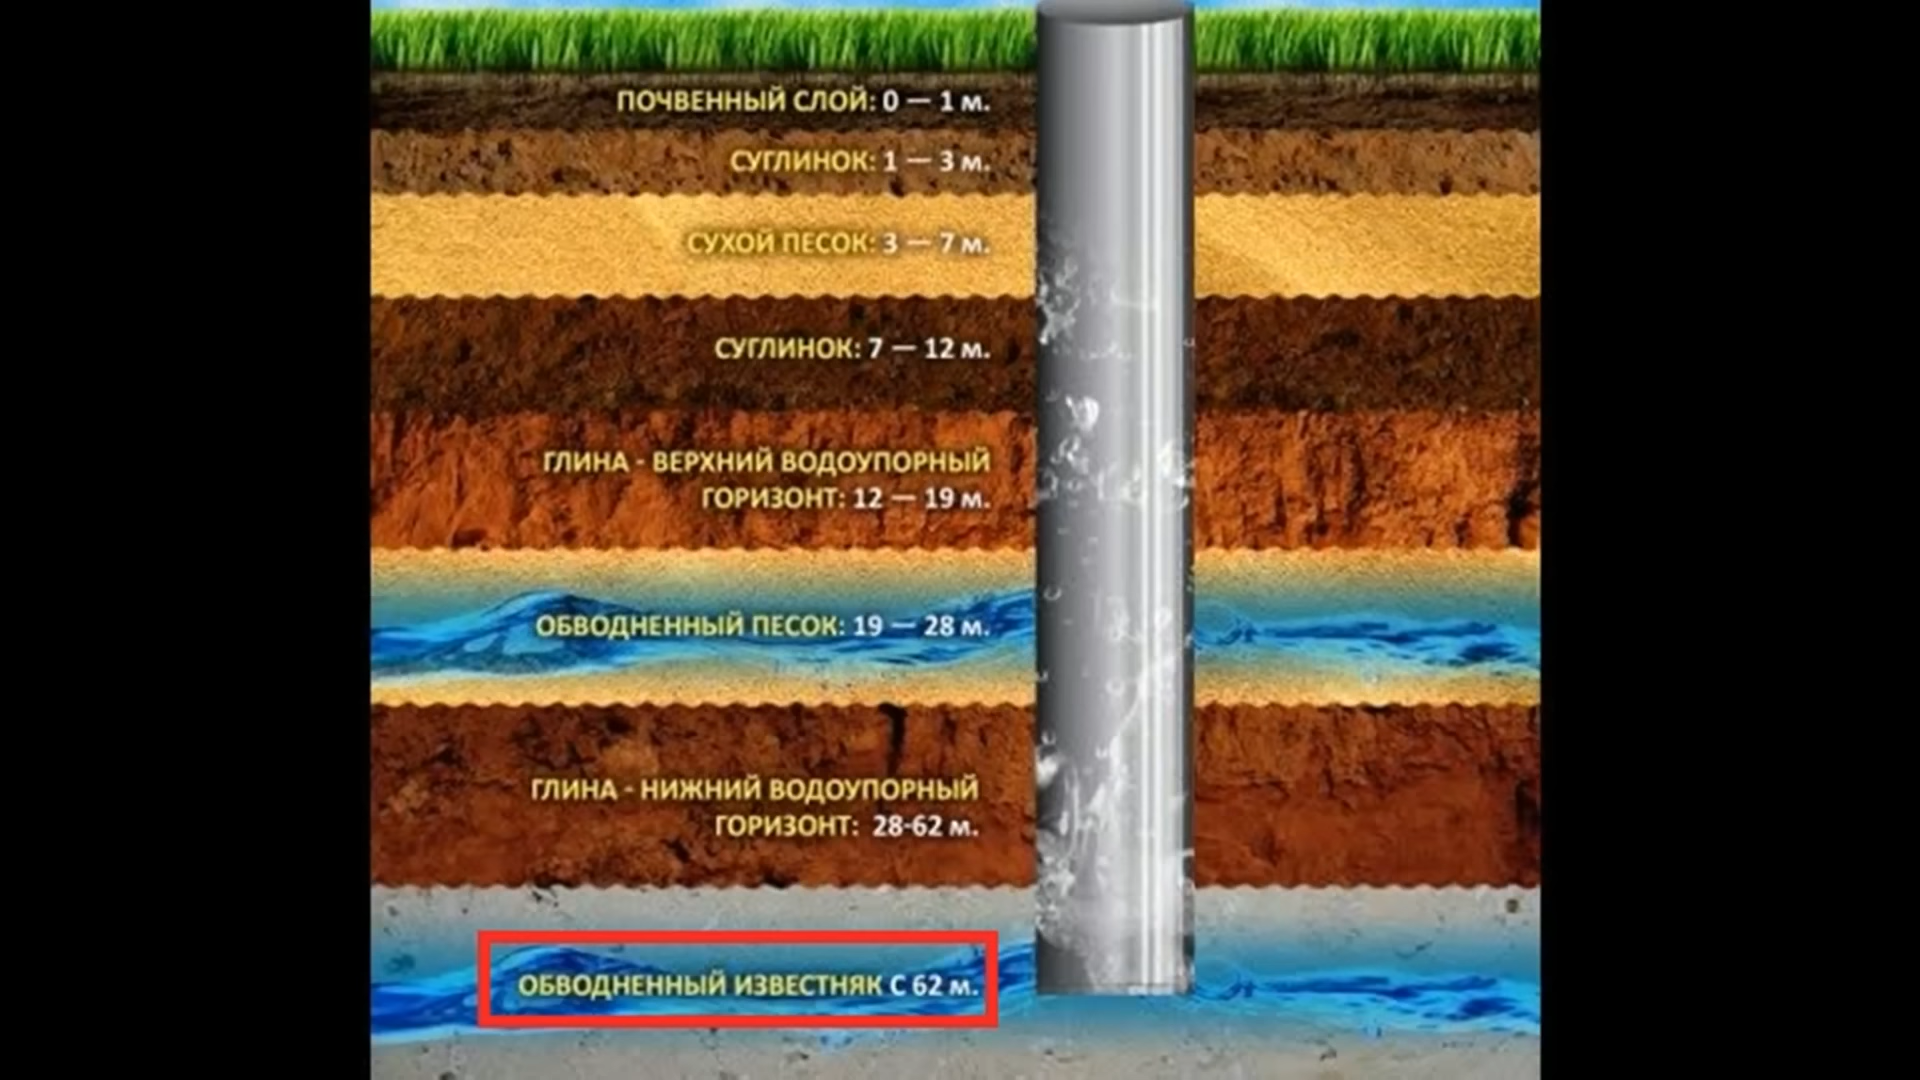 ПОЧВЕННЫЙ СЛОЙ: 0 — 1 м.
СУГЛИНОК: 1 — 3 м.
СУХОЙ ПЕСОК: 3 — 7 м.
СУГЛИНОК: 7 — 12 м.
ГЛИНА - ВЕРХНИЙ ВОДОУПОРНЫЙ
ГОРИЗОНТ: 12 — 19 м.
ОБВОДНЕННЫЙ ПЕСОК: 19 — 28 м.
ГЛИНА - НИЖНИЙ ВОДОУПОРНЫЙ
ГОРИЗОНТ: 28-62 м.
ОБВОДНЕННЫЙ ИЗВЕСТНЯК С 62 м.